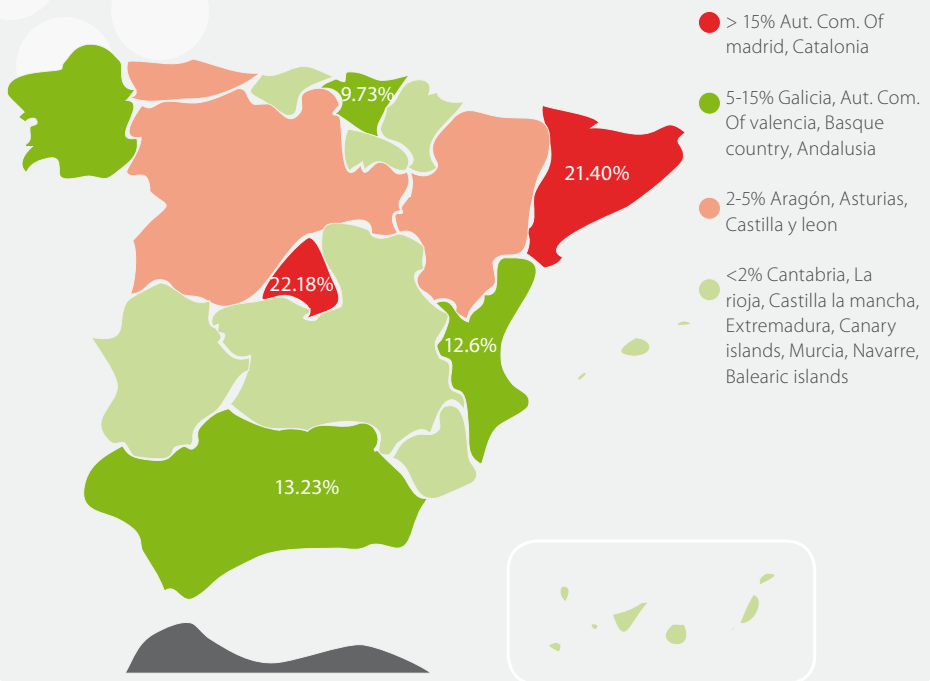 > 15% Aut. Com. Of
madrid, Catalonia
5-15% Galicia, Aut. Com.
Of valencia, Basque
country, Andalusia
2-5% Aragón, Asturias,
Castilla y leon
<2% Cantabria, La
rioja, Castilla la mancha,
Extremadura, Canary
islands, Murcia, Navarre,
Balearic islands
9.73%
21.40%
22.18%
12.6%
13.23%